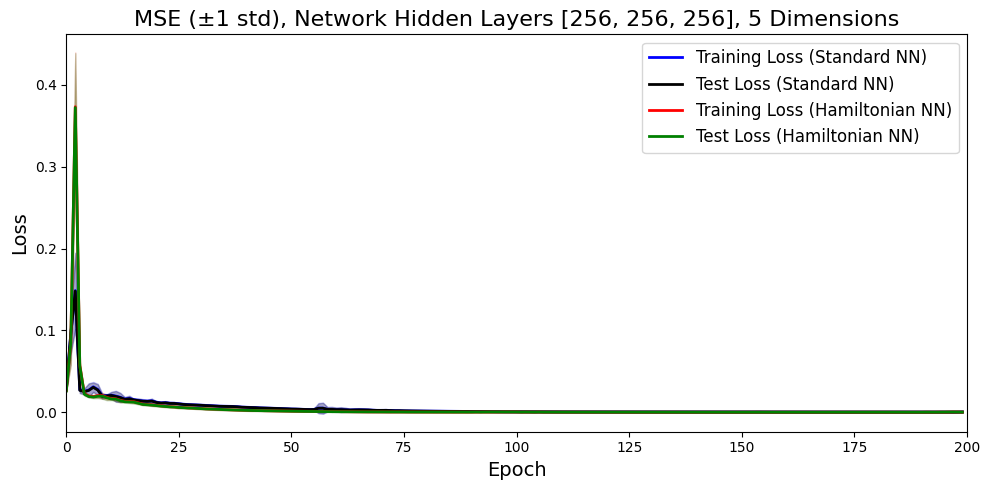 MSE (±1 std), Network Hidden Layers [256, 256, 256], 5 Dimensions
Training Loss (Standard NN)
Test Loss (Standard NN)
Training Loss (Hamiltonian NN)
Test Loss (Hamiltonian NN)
Loss
0.4
0.3
0.2
0.1
0.0
0 25 50 75 100 125 150 175 200
Epoch